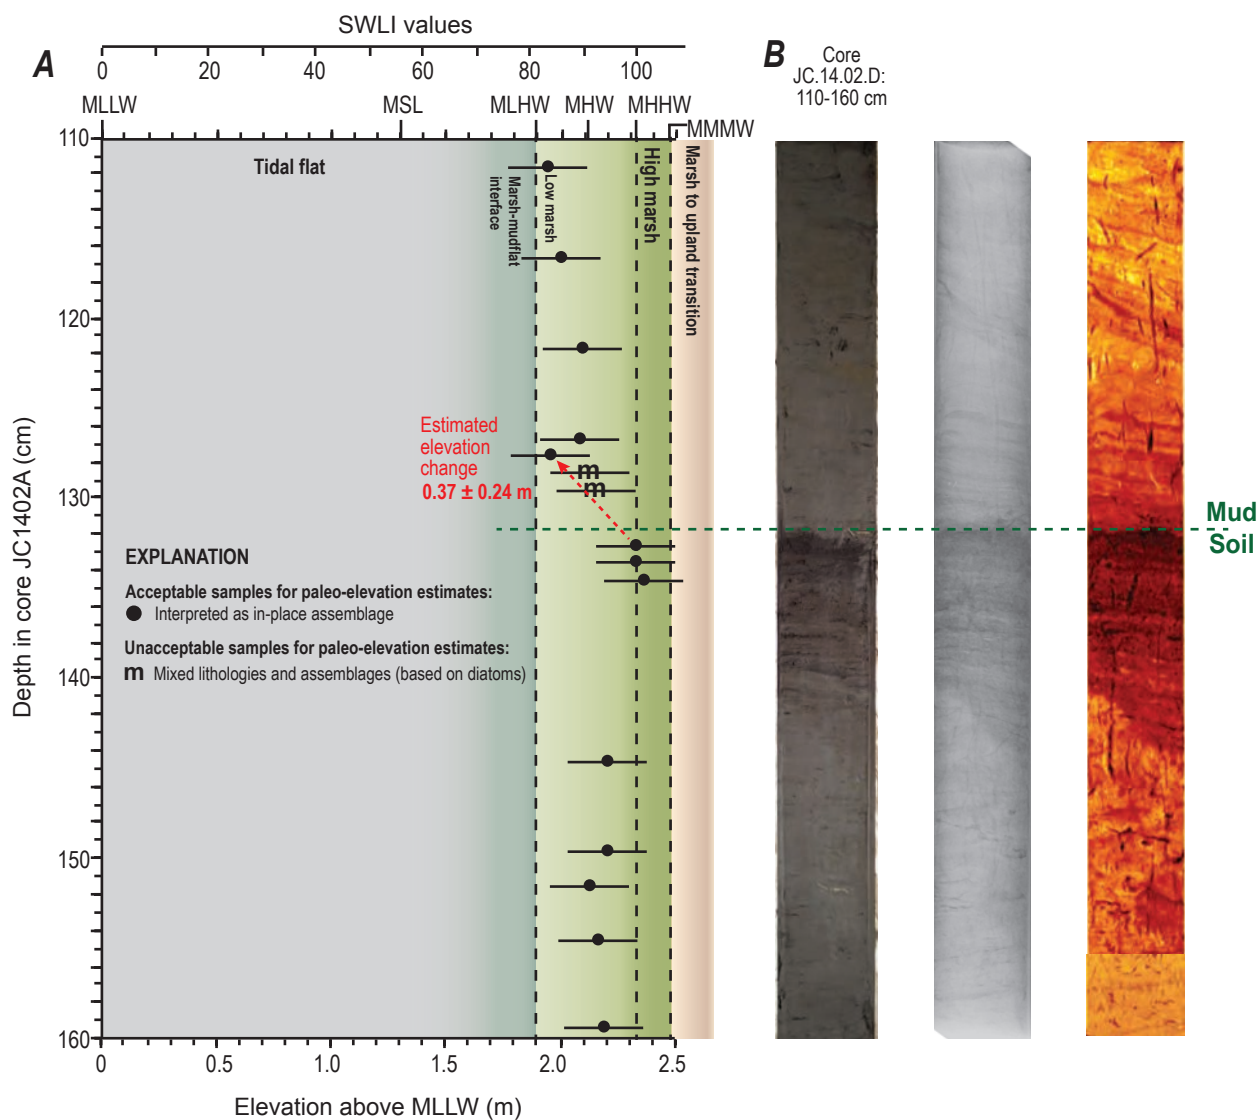 SWLI values
A
0 20 40 60 80 100
MLLW MSL MLHW MHW MHHW
MMMW
B
Core
JC.14.02.D:
110-160 cm
110
120
130
140
150
160
Depth in core JC1402A (cm)
Tidal flat
Marsh-mudflat
interface
Low marsh
High marsh
Marsh to upland transition
Estimated
elevation
change
0.37 ± 0.24 m
m
m
Mud
Soil
EXPLANATION
Acceptable samples for paleo-elevation estimates:
Interpreted as in-place assemblage
Unacceptable samples for paleo-elevation estimates:
m Mixed lithologies and assemblages (based on diatoms)
0 0.5 1.0 1.5 2.0 2.5
Elevation above MLLW (m)